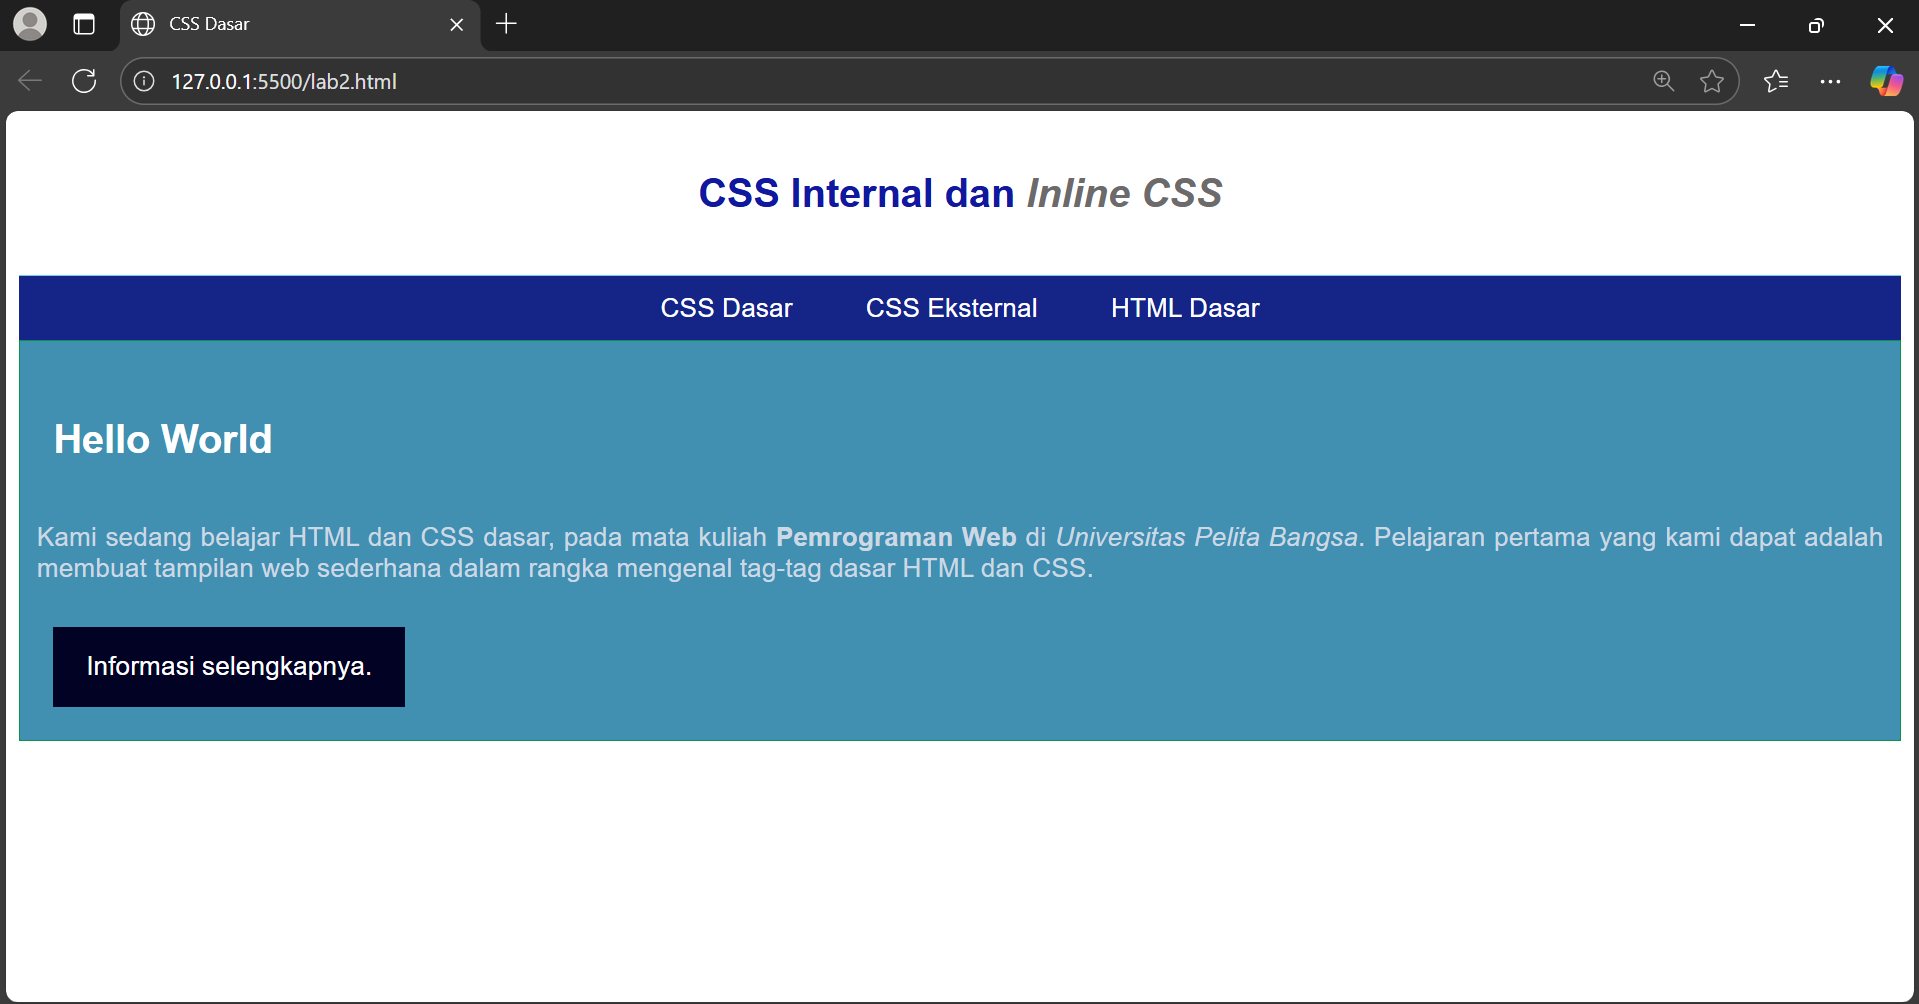 CSS Dasar
127.0.0.1:5500/lab2.html
CSS Internal dan Inline CSS
CSS Dasar CSS Eksternal HTML Dasar
Hello World
Kami sedang belajar HTML dan CSS dasar, pada mata kuliah Pemrograman Web di Universitas Pelita Bangsa. Pelajaran pertama yang kami dapat adalah
membuat tampilan web sederhana dalam rangka mengenal tag-tag dasar HTML dan CSS.
Informasi selengkapnya.